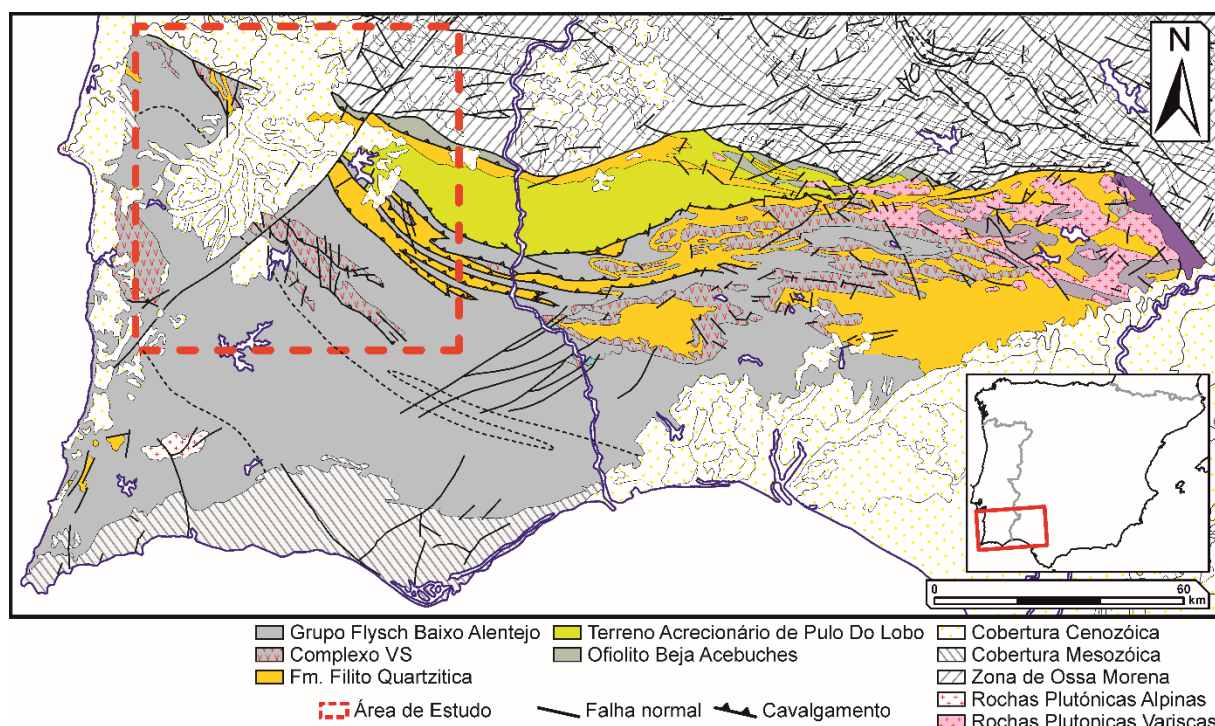 N
0
60
km
Grupo Flysch Baixo Alentejo
Complexo VS
Fm. Filito Quartzitica
Terreno Acrecionário de Pulo Do Lobo
Ofiolito Beja Acebuches
Cobertura Cenozóica
Cobertura Mesozóica
Zona de Ossa Morena
Rochas Plutónicas Alpinas
Rochas Plutonicas Variscas
Área de Estudo
Falha normal
Cavalgamento